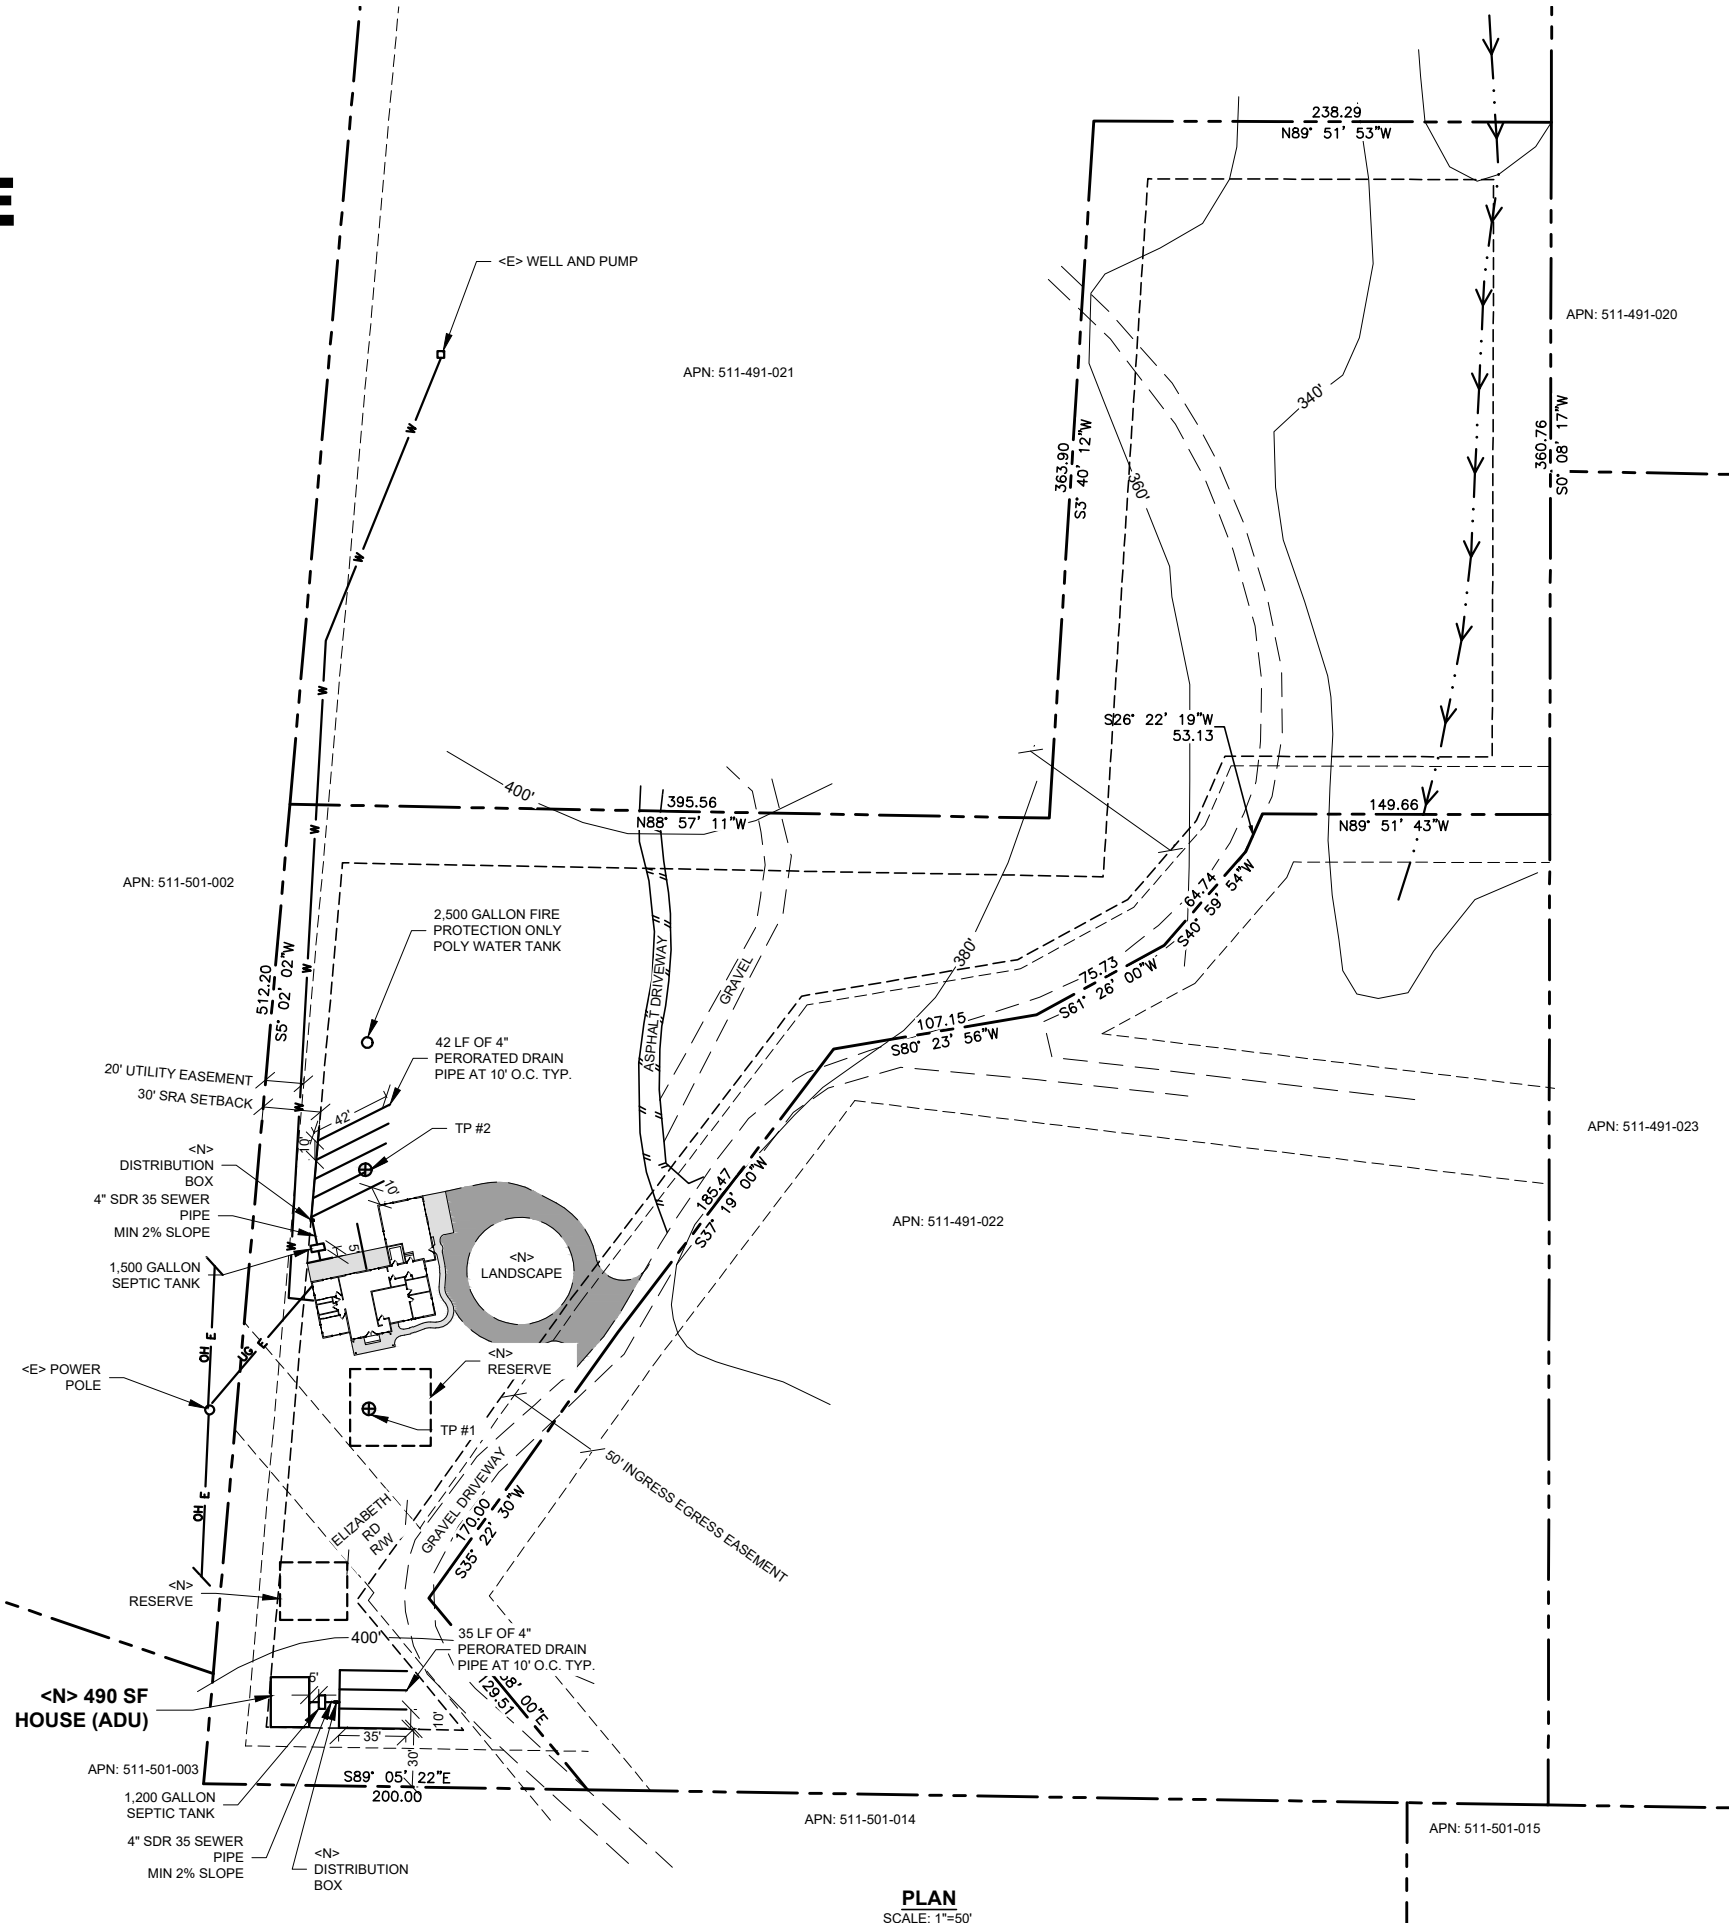 E
238.29
N89° 51' 53"W
<E> WELL AND PUMP
APN: 511-491-020
APN: 511-491-021
340'
363.90
S3° 40' 12"W
360'
360.76
S0° 08' 17"W
W
W
W
S26° 22' 19"W
53.13
400'
395.56
N88° 57' 11"W
149.66
N89° 51' 43"W
W
APN: 511-501-002
2,500 GALLON FIRE
PROTECTION ONLY
POLY WATER TANK
64.74
S40° 59' 54"W
512.20
S5° 02' 02"W
W
ASPHALT DRIVEWAY
GRAVEL
380'
75.73
S61° 26' 00"W
107.15
S80° 23' 56"W
42 LF OF 4"
PERORATED DRAIN
PIPE AT 10' O.C. TYP.
20' UTILITY EASEMENT
30' SRA SETBACK
W
42'
10'
TP #2
<N>
DISTRIBUTION
BOX
APN: 511-491-023
10'
4" SDR 35 SEWER
PIPE
MIN 2% SLOPE
185.47
S37° 19' 00"W
APN: 511-491-022
W
5'
1,500 GALLON
SEPTIC TANK
<N>
LANDSCAPE
OH E
UG E
<E> POWER
POLE
<N>
RESERVE
TP #1
OH E
ELIZABETH
RD
R/W
GRAVEL DRIVEWAY
170.00
S35° 22' 30"W
50' INGRESS EGRESS EASEMENT
<N>
RESERVE
400'
35 LF OF 4"
PERORATED DRAIN
PIPE AT 10' O.C. TYP.
58' 00"E
129.51
5'
<N> 490 SF
HOUSE (ADU)
35'
10'
30'
APN: 511-501-003
S89° 05' 22"E
200.00
1,200 GALLON
SEPTIC TANK
APN: 511-501-014
APN: 511-501-015
4" SDR 35 SEWER
PIPE
MIN 2% SLOPE
<N>
DISTRIBUTION
BOX
PLAN
SCALE: 1"=50'